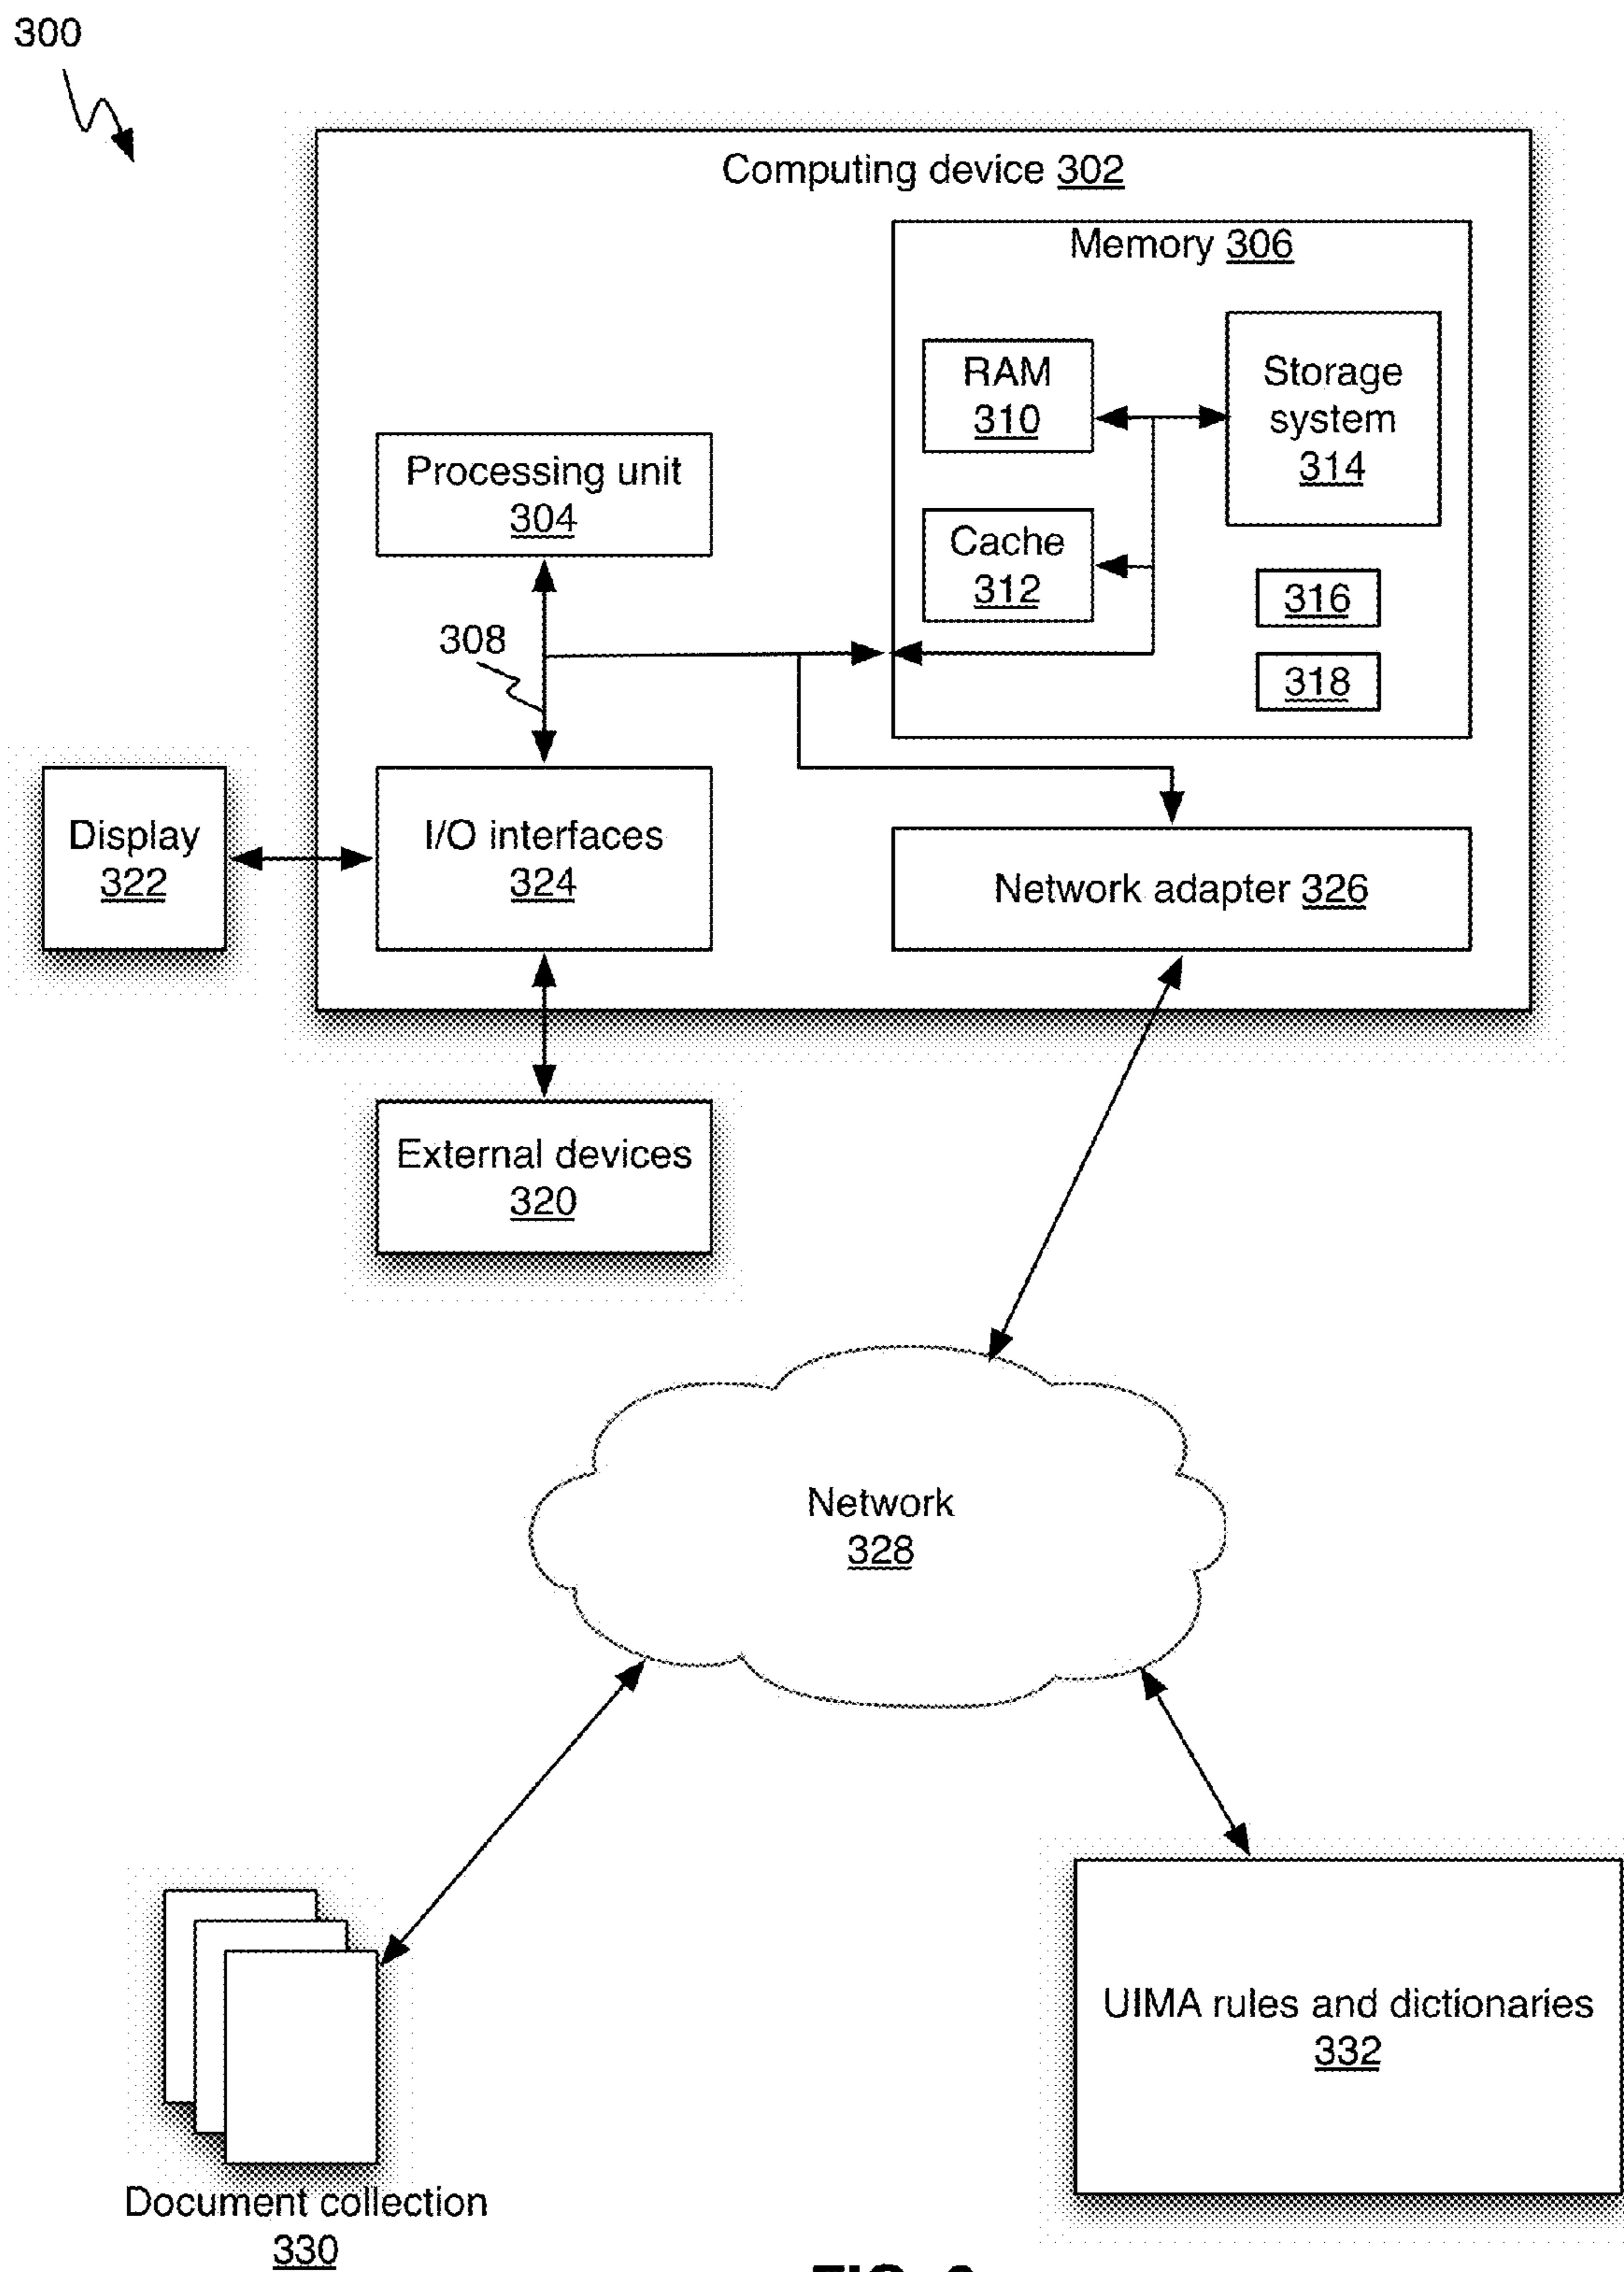 300
Computing device 302
Memory 306
RAM
310
Storage
system
314
Processing unit
304
Cache
312
316
308
318
Display
322
I/O interfaces
324
Network adapter 326
External devices
320
Network
328
UIMA rules and dictionaries
332
Document collection
330